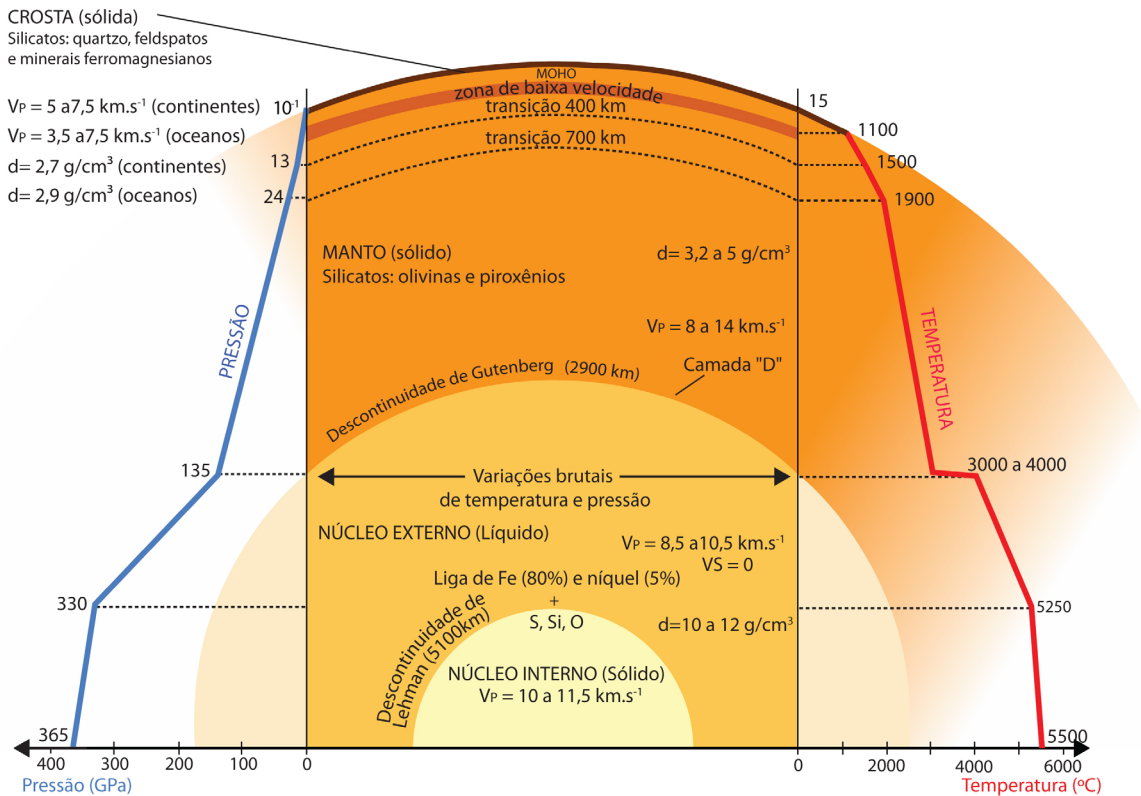 CROSTA (sólida)
Silicatos: quartzo, feldspatos
e minerais ferromagnesianos
VP = 5 a7,5 km.s-1 (continentes)
VP = 3,5 a7,5 km.s-1 (oceanos)
d= 2,7 g/cm³ (continentes)
d= 2,9 g/cm³ (oceanos)
10-1
13
24
MOHO
zona de baixa velocidade
transição 400 km
transição 700 km
15
1100
1500
1900
MANTO (sólido)
Silicatos: olivinas e piroxênios
d= 3,2 a 5 g/cm³
VP = 8 a 14 km.s-1
PRESSÃO
TEMPERATURA
Descontinuidade de Gutenberg (2900 km)
Camada "D"
135
Variações brutais
de temperatura e pressão
3000 a 4000
NÚCLEO EXTERNO (Líquido)
VP = 8,5 a10,5 km.s-1
VS = 0
Liga de Fe (80%) e níquel (5%)
+
S, Si, O
d=10 a 12 g/cm³
330
5250
Descontinuidade de
Lehman (5100km)
NÚCLEO INTERNO (Sólido)
VP = 10 a 11,5 km.s-1
365
5500
400 300 200 100 0
0 2000 4000 6000
Pressão (GPa)
Temperatura (ºC)